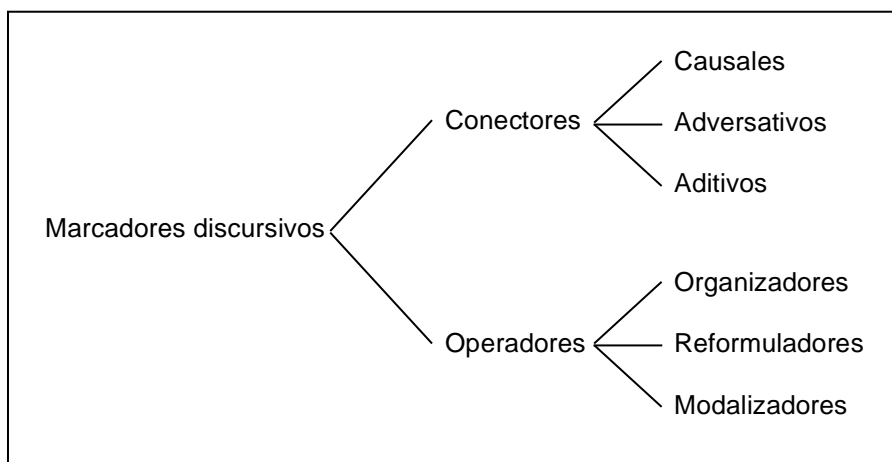 Causales
Conectores
Adversativos
Aditivos
Marcadores discursivos
Organizadores
Operadores
Reformuladores
Modalizadores